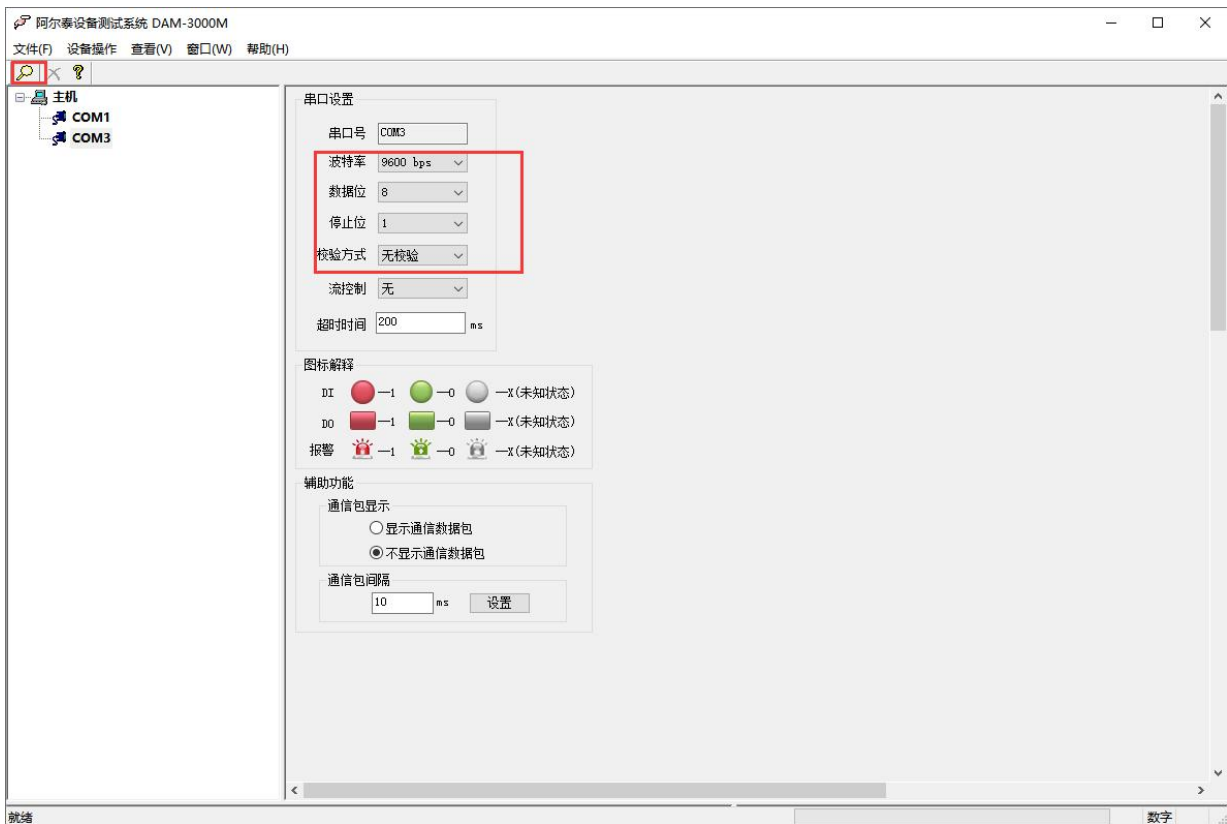 阿尔泰设备测试系统 DAM-3000M
文件(F) 设备操作 查看(V) 窗口(W) 帮助(H)
主机
COM1
COM3
串口设置
串口号 COM3
波特率 9600 bps
数据位 8
停止位 1
校验方式 无校验
流控制 无
超时时间 200 ms
图标解释
DI —1 —0 —X(未知状态)
DO —1 —0 —X(未知状态)
报警 —1 —0 —X(未知状态)
辅助功能
通信包显示
显示通信数据包
不显示通信数据包
通信包间隔
10 ms 设置
就绪 数字